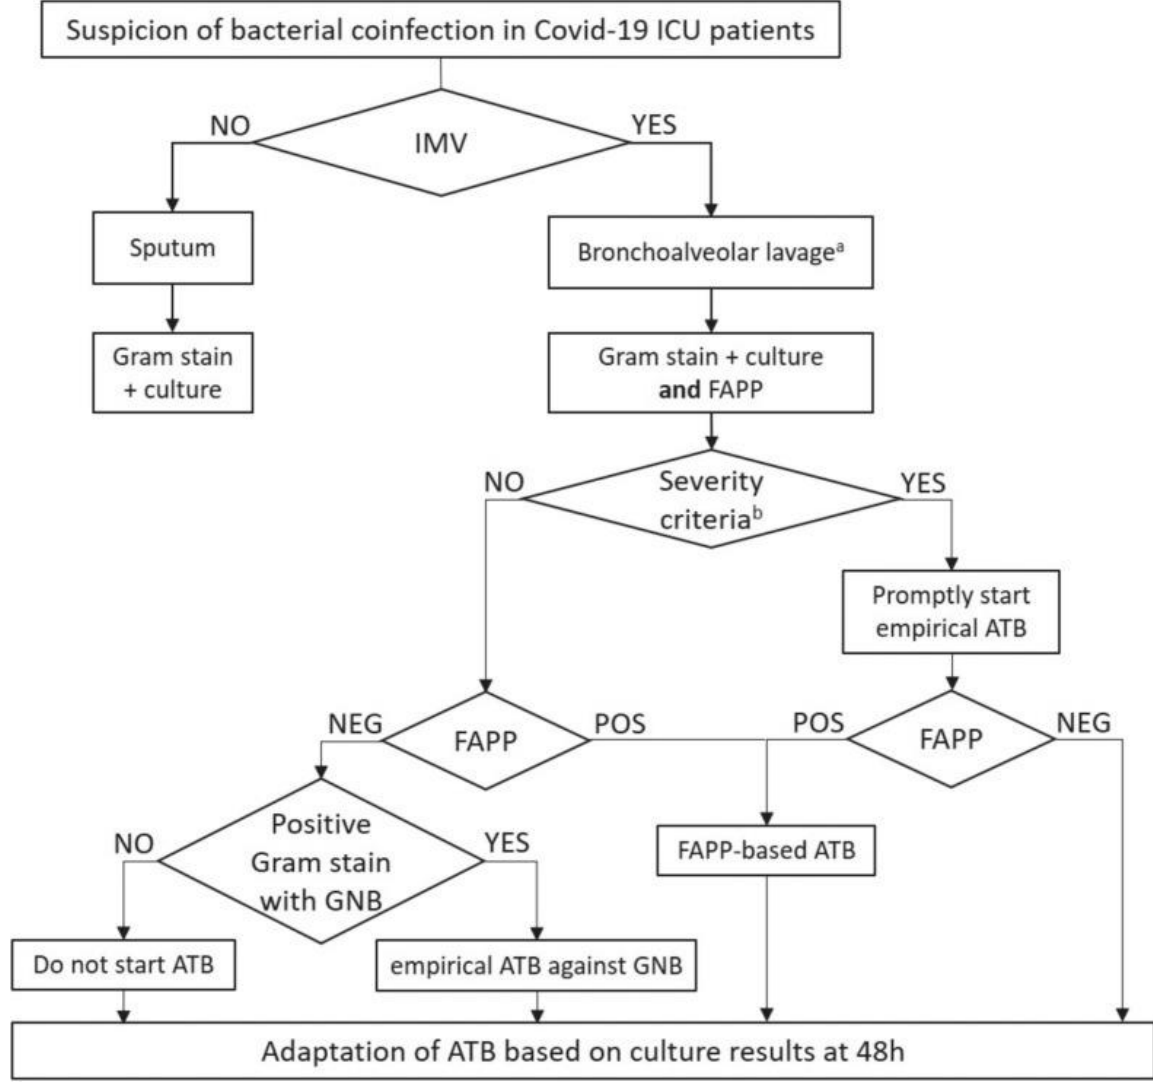 Suspicion of bacterial coinfection in Covid-19 ICU patients
NO
IMV
YES
Sputum
Bronchoalveolar lavageᵃ
Gram stain
+ culture
Gram stain + culture
and FAPP
NO
Severity
criteriaᵇ
YES
Promptly start
empirical ATB
NEG
FAPP
POS
POS
FAPP
NEG
NO
Positive
Gram stain
with GNB
YES
FAPP-based ATB
Do not start ATB
empirical ATB against GNB
Adaptation of ATB based on culture results at 48h